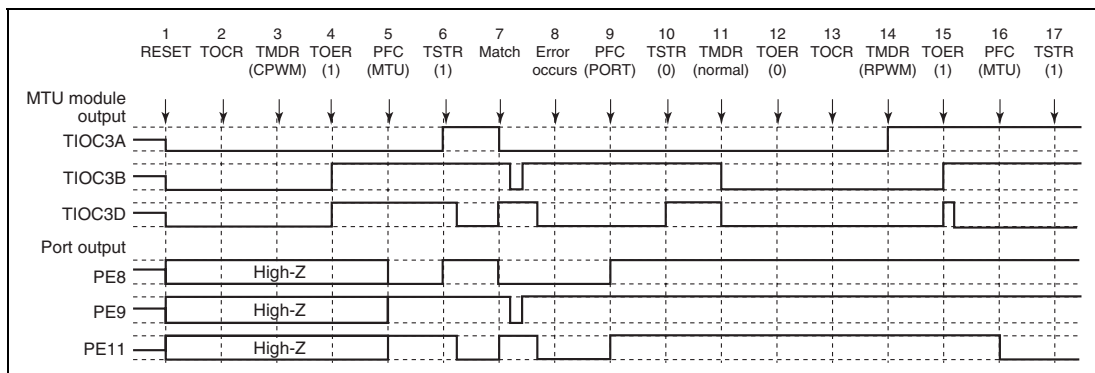 1 2 3 4 5 6 7 8 9 10 11 12 13 14 15 16 17
RESET TOCR TMDR TOER PFC TSTR Match Error PFC TSTR TMDR TOER TOCR TMDR TOER PFC TSTR
(CPWM) (1) (MTU) (1) occurs (PORT) (0) (normal) (0) (RPWM) (1) (MTU) (1)
MTU module
output
TIOC3A
TIOC3B
TIOC3D
Port output
PE8 High-Z
PE9 High-Z
PE11 High-Z